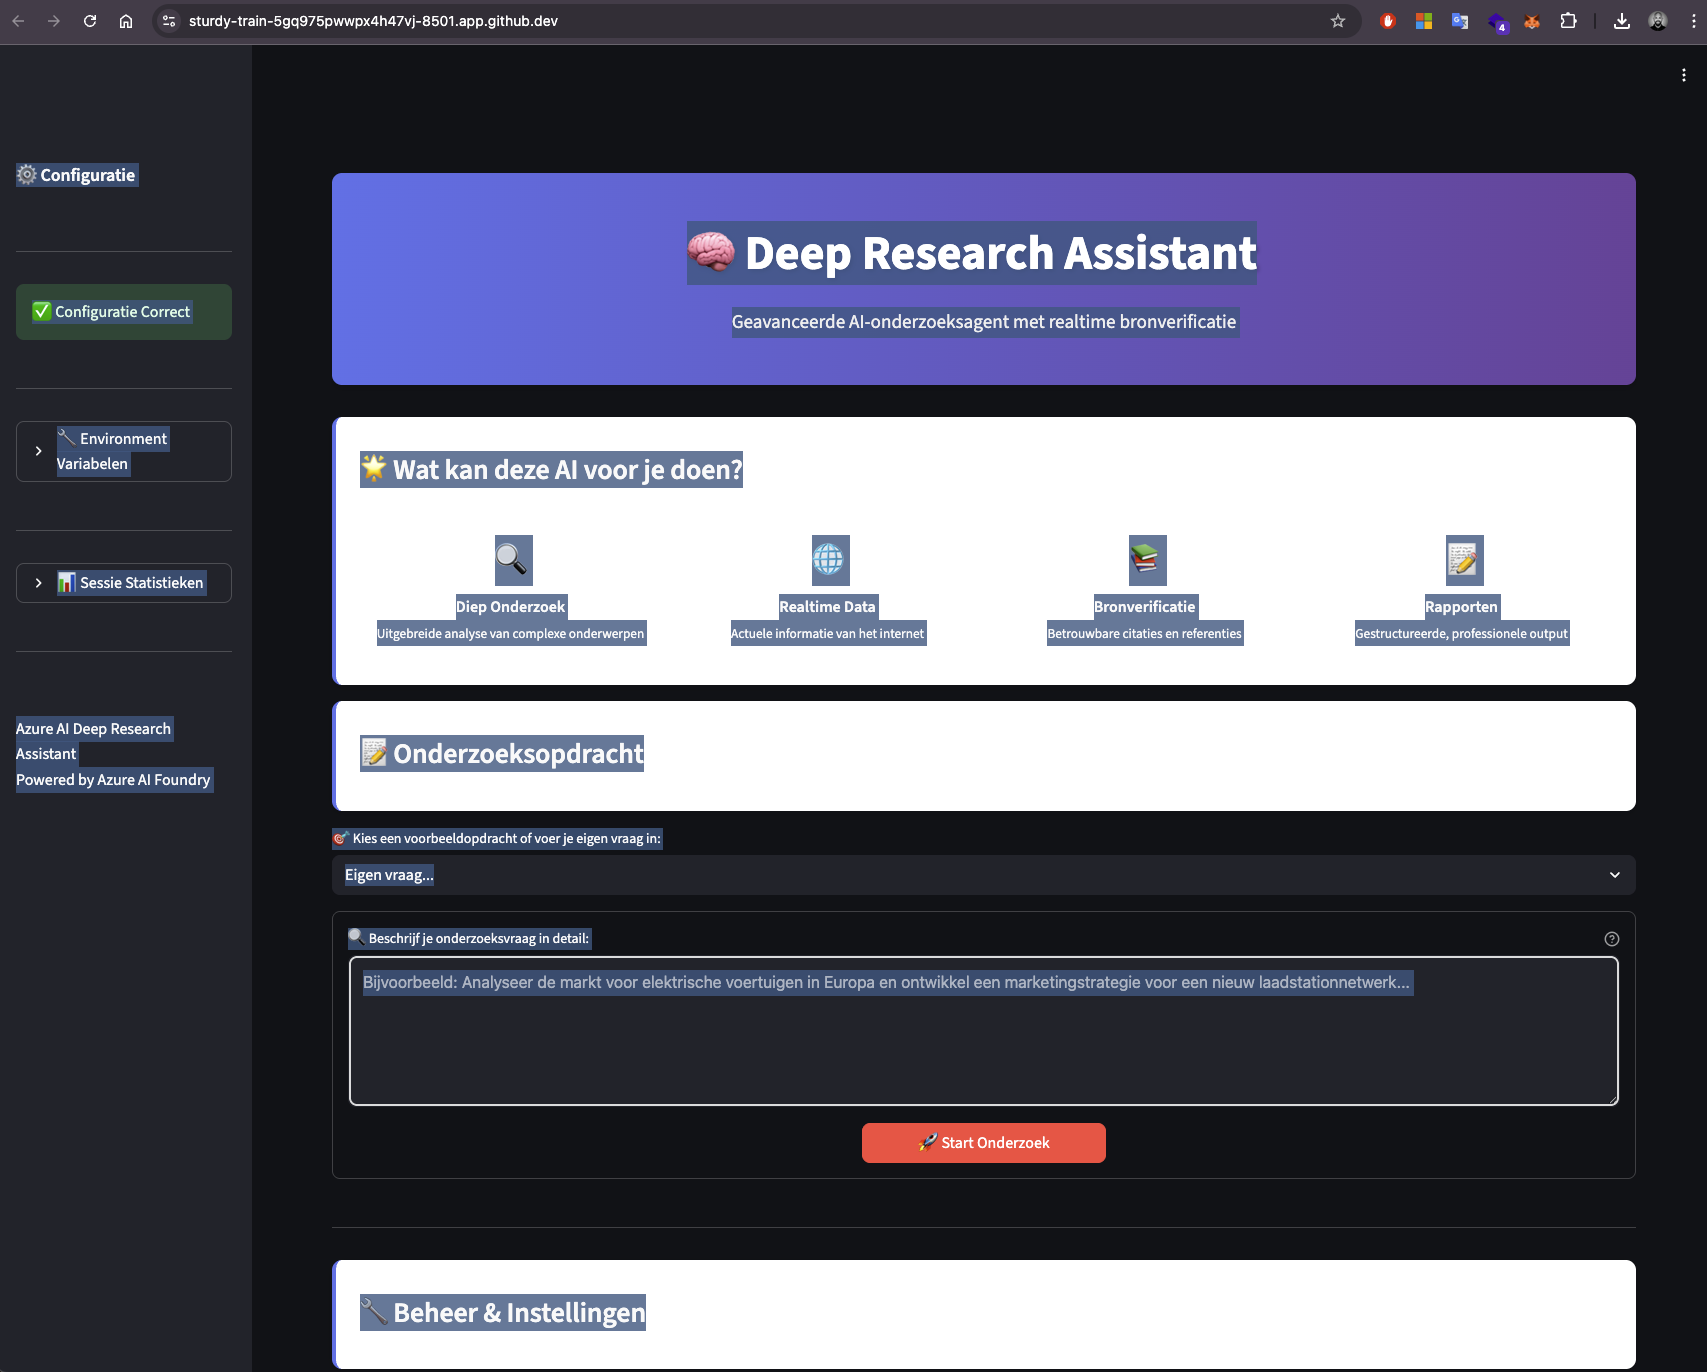 sturdy-train-5gq975pwwpx4h47vj-8501.app.github.dev
4
⚙️ Configuratie
✅ Configuratie Correct
🔧 Environment
Variabelen
📊 Sessie Statistieken
Azure AI Deep Research
Assistant
Powered by Azure AI Foundry
🧠 Deep Research Assistant
Geavanceerde AI-onderzoeksagent met realtime bronverificatie
🌟 Wat kan deze AI voor je doen?
🔍
Diep Onderzoek
Uitgebreide analyse van complexe onderwerpen
🌐
Realtime Data
Actuele informatie van het internet
📚
Bronverificatie
Betrouwbare citaties en referenties
📝
Rapporten
Gestructureerde, professionele output
📝 Onderzoeksopdracht
🎯 Kies een voorbeeldopdracht of voer je eigen vraag in:
Eigen vraag...
🔍 Beschrijf je onderzoeksvraag in detail:
Bijvoorbeeld: Analyseer de markt voor elektrische voertuigen in Europa en ontwikkel een marketingstrategie voor een nieuw laadstationnetwerk...
🚀 Start Onderzoek
🔧 Beheer & Instellingen